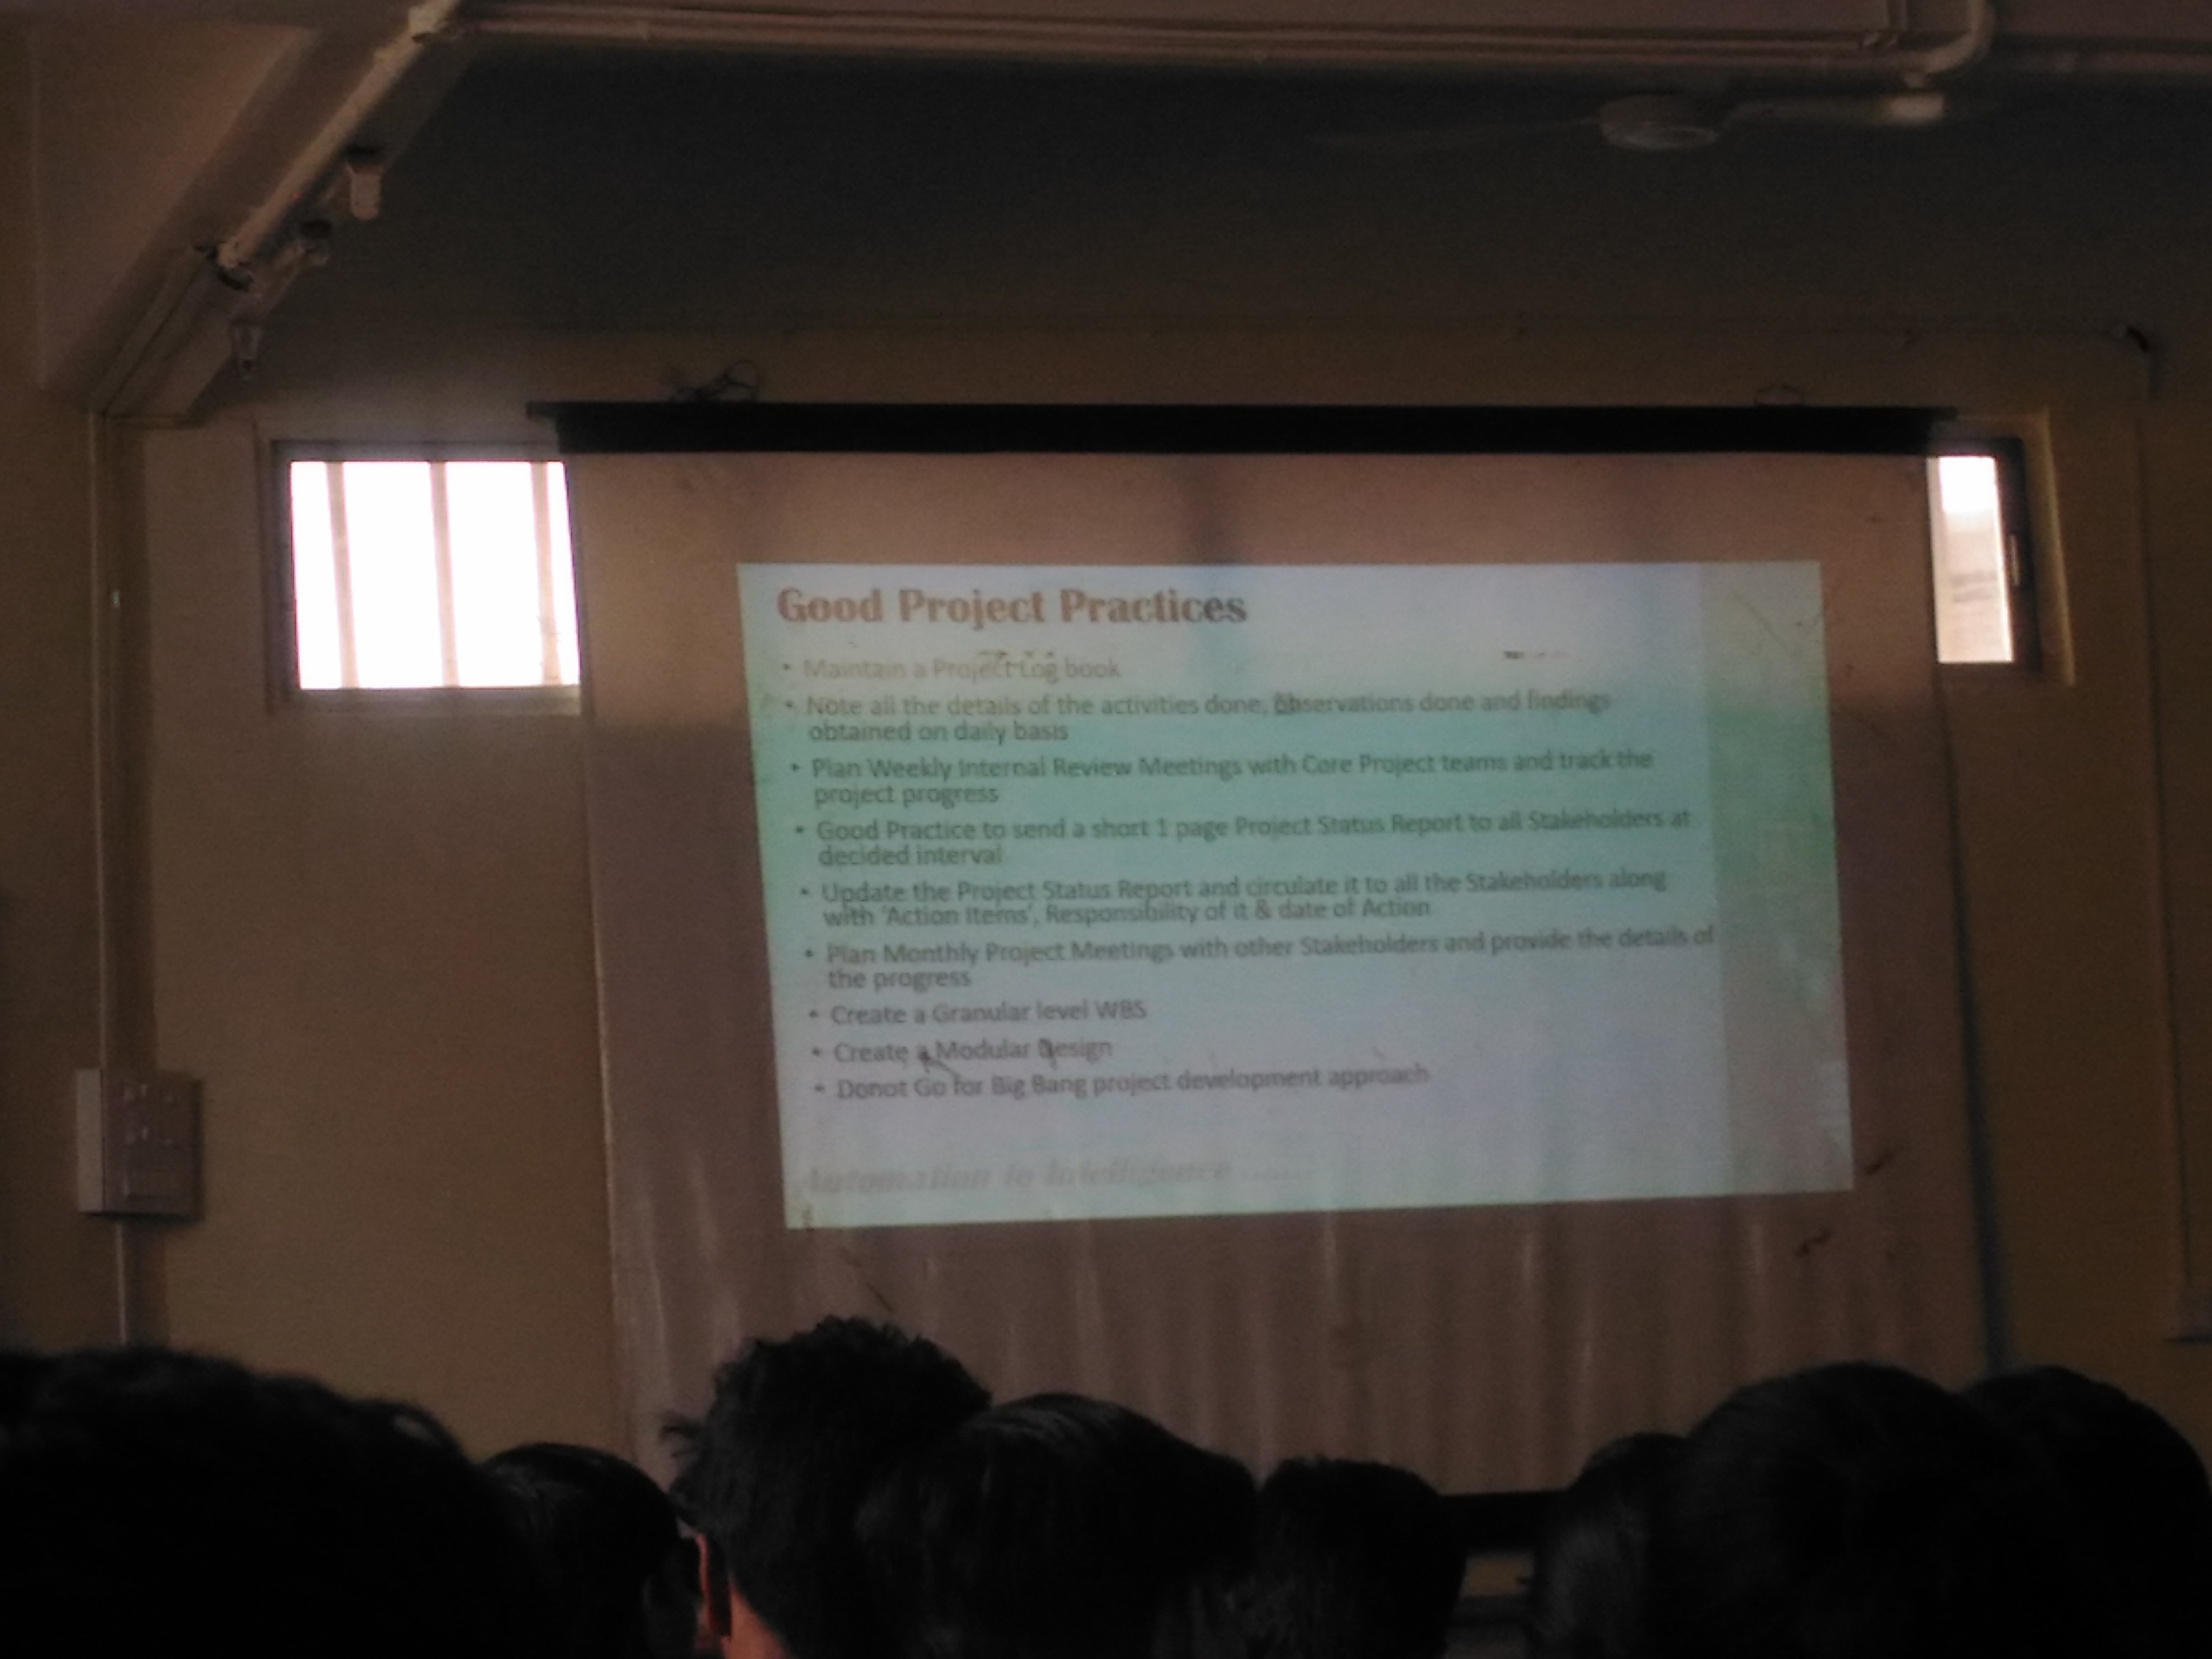 Good Project Practices
• Maintain a Project Log book
• Note all the details of the activities done, observations done and findings
obtained on daily basis
• Plan Weekly Internal Review Meetings with Core Project teams and track the
project progress
• Good Practice to send a short 1 page Project Status Report to all Stakeholders at
decided interval
• Update the Project Status Report and circulate it to all the Stakeholders along
with 'Action Items', Responsibility of it & date of Action
• Plan Monthly Project Meetings with other Stakeholders and provide the details of
the progress
• Create a Granular level WBS
• Create a Modular Design
• Donot Go for Big Bang project development approach
Automation to Intelligence .......